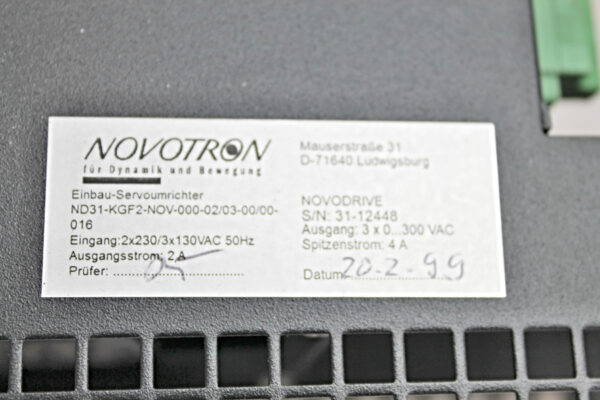 NOVOTRON
für Dynamik und Bewegung
Einbau-Servoumrichter
ND31-KGF2-NOV-000-02/03-00/00-
016
Eingang:2x230/3x130VAC 50Hz
Ausgangsstrom: 2 A
Prüfer:
Mauserstraße 31
D-71640 Ludwigsburg
NOVODRIVE
S/N: 31-12448
Ausgang: 3 x 0...300 VAC
Spitzenstrom: 4 A
Datum: 20-2-99